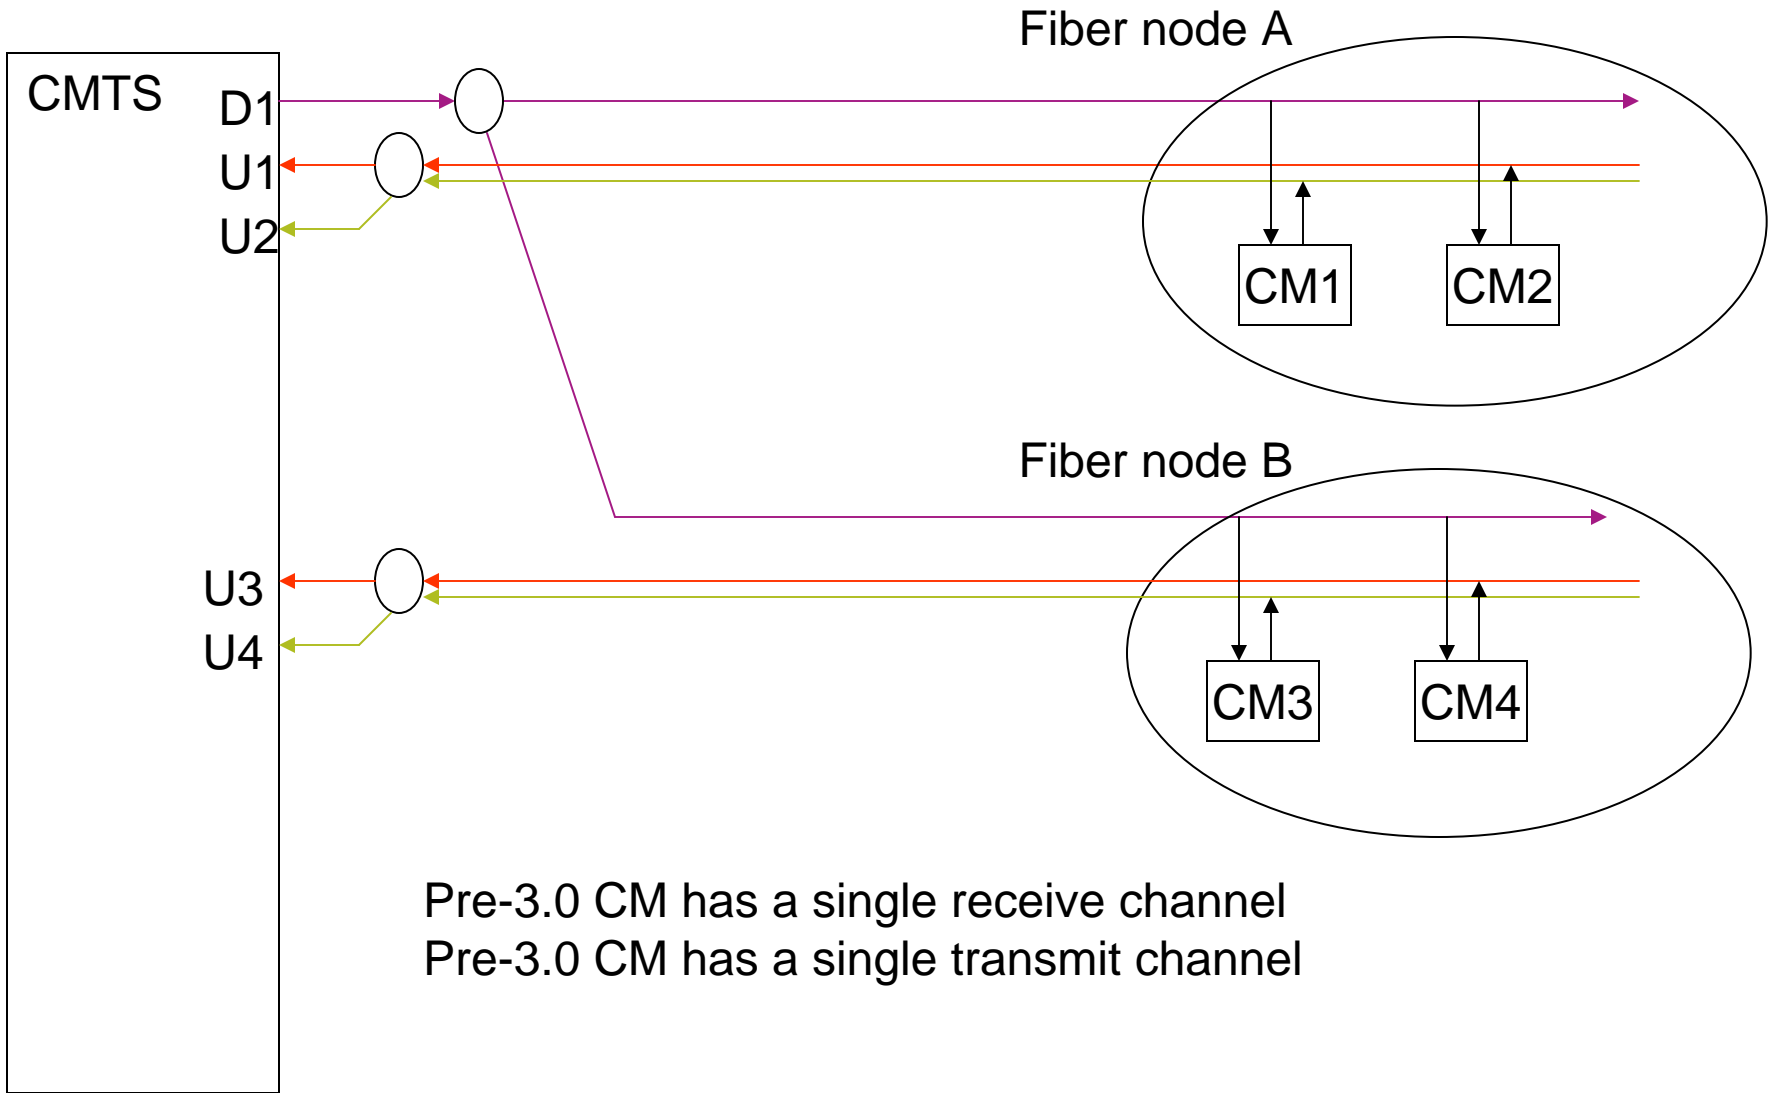 Fiber node A
CMTS
D1
U1
U2
CM1
CM2
Fiber node B
U3
U4
CM3
CM4
Pre-3.0 CM has a single receive channel
Pre-3.0 CM has a single transmit channel